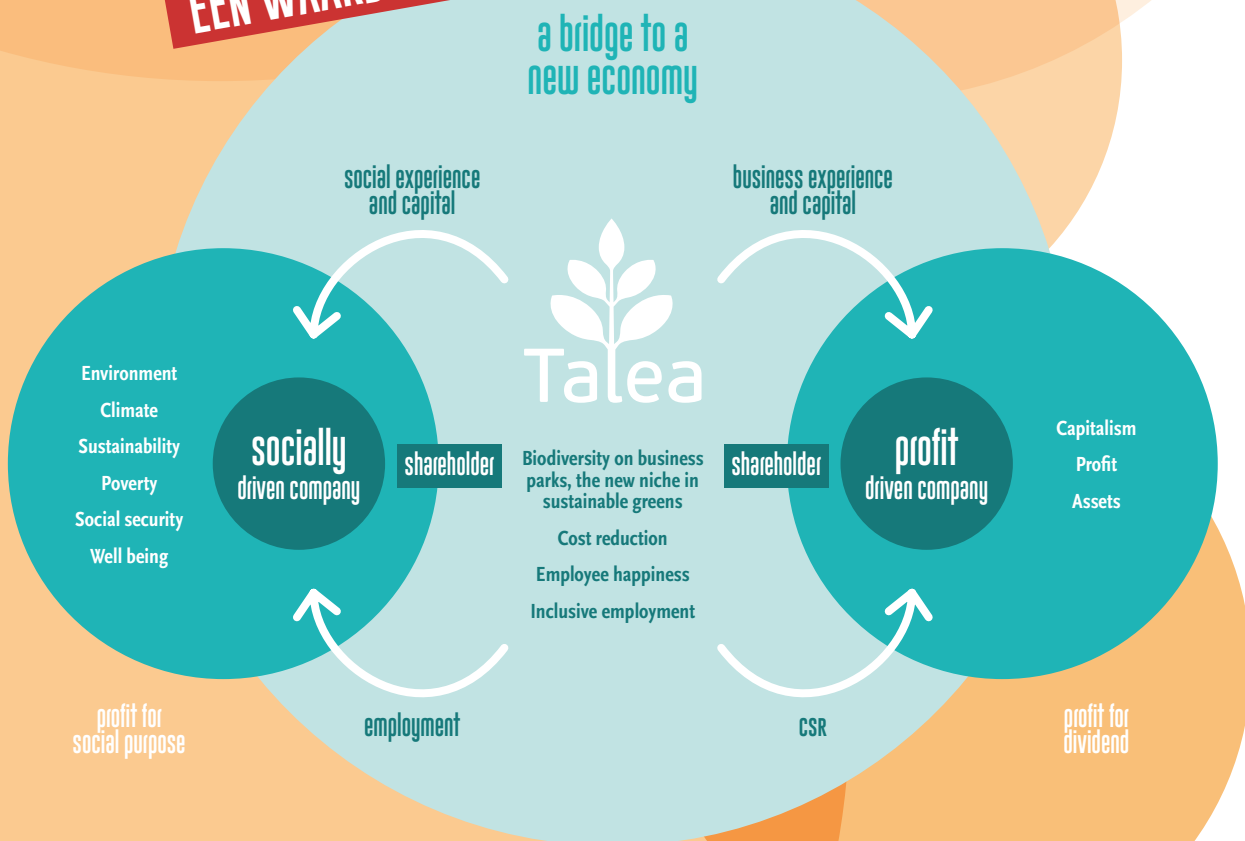 EEN
a bridge to a
new economy
social experience
and capital
business experience
and capital
Talea
Environment
Climate
Sustainability
Poverty
Social security
Well being
socially
driven company
shareholder
Biodiversity on business
parks, the new niche in
sustainable greens
Cost reduction
Employee happiness
Inclusive employment
shareholder
profit
driven company
Capitalism
Profit
Assets
profit for
social purpose
employment
CSR
profit for
dividend